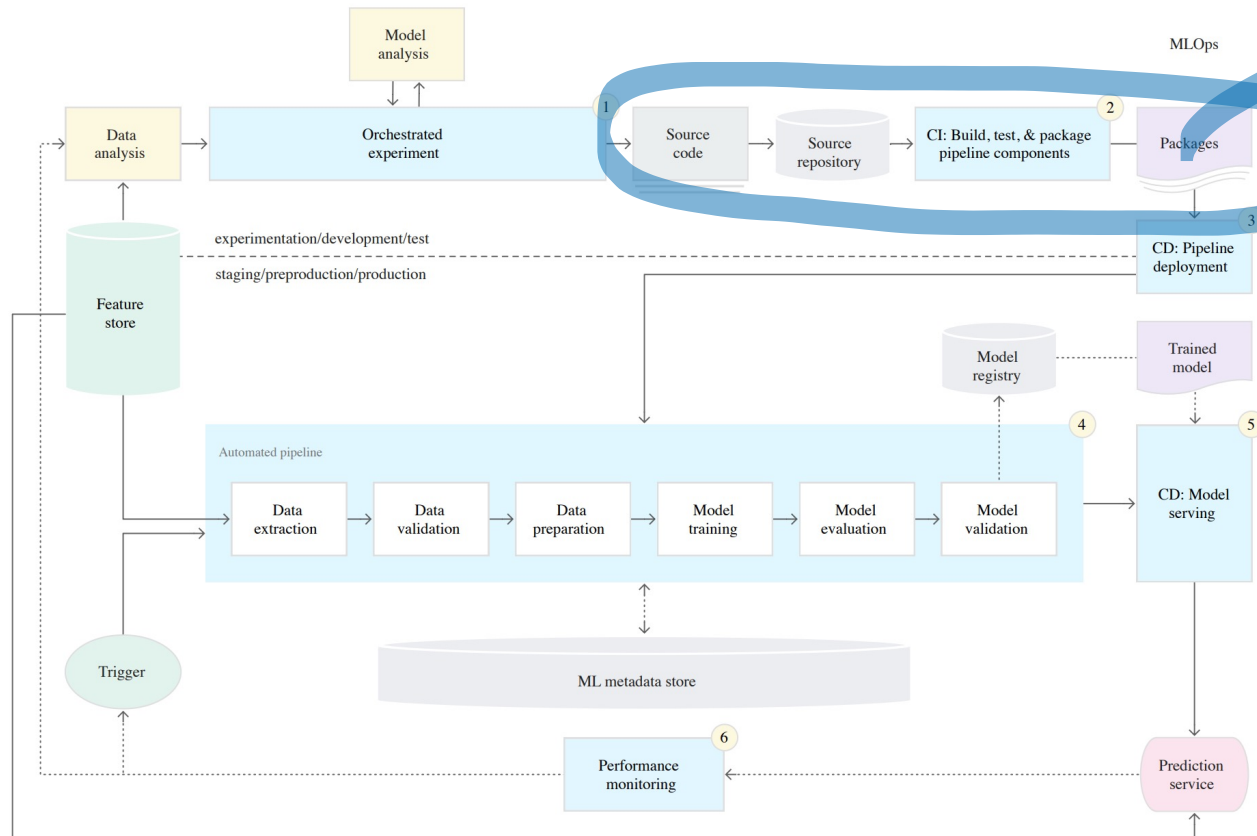 MLOps
Model
analysis
Data
analysis
Orchestrated
experiment
1
Source
code
Source
repository
2
CI: Build, test, & package
pipeline components
Packages
experimentation/development/test
staging/preproduction/production
3
CD: Pipeline
deployment
Feature
store
Model
registry
Trained
model
4
Automated pipeline
Data
extraction
Data
validation
Data
preparation
Model
training
Model
evaluation
Model
validation
5
CD: Model
serving
Trigger
ML metadata store
6
Performance
monitoring
Prediction
service